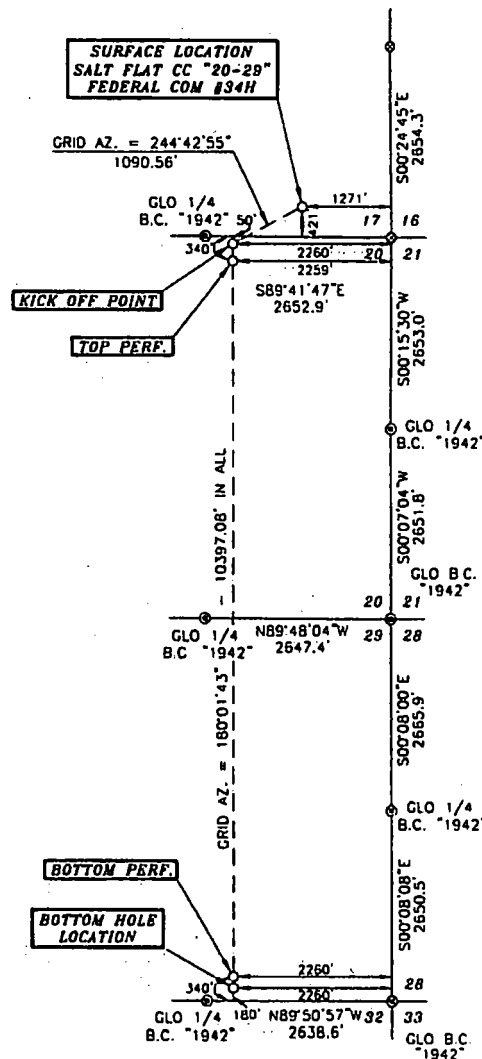 SURFACE LOCATION
SALT FLAT CC "20-29"
FEDERAL COM #34H
S00°24'45"E
2654.3'
GRID AZ. = 244°42'55"
1090.56'
1271'
GLO 1/4
B.C. "1942"
50'
421
17 16
340'
2260'
20 21
2259'
KICK OFF POINT
S89°41'47"E
2652.9'
TOP PERF.
S00°15'30"W
2653.0'
GLO 1/4
B.C. "1942"
S00°07'04"W
2651.8'
GRID AZ. = 180°01'43" - 10397.08' IN ALL
GLO B.C.
"1942"
20 21
29 28
GLO 1/4
B.C "1942"
N89°48'04"W
2647.4'
S00°08'00"E
2665.9'
GLO 1/4
B.C. "1942"
S00°08'08"E
2650.5'
BOTTOM PERF.
BOTTOM HOLE
LOCATION
2260'
28
340'
2260'
GLO 1/4
B.C. "1942"
180'
N89°50'57"W
2638.6'
32 33
GLO B.C.
"1942"